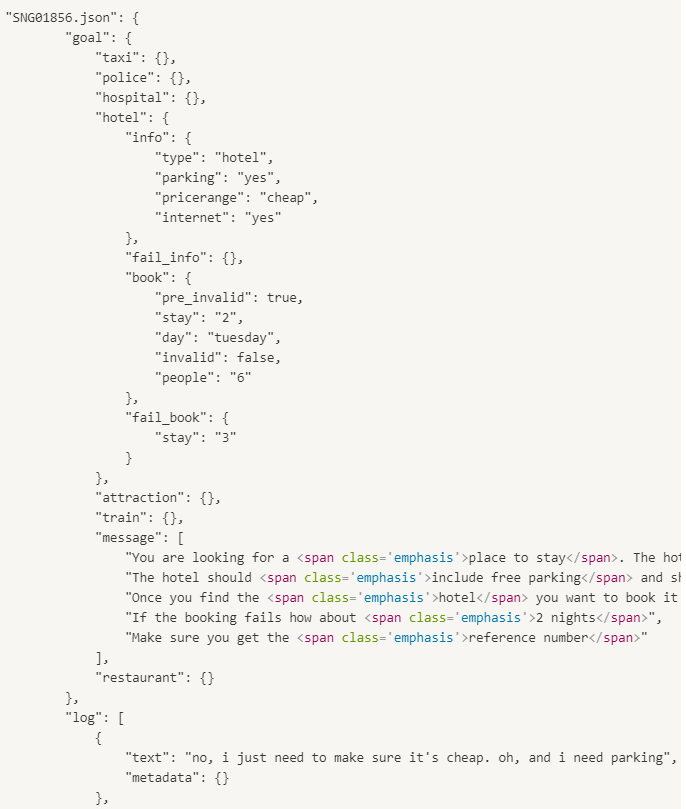 "SNG01856.json": {
"goal": {
"taxi": {},
"police": {},
"hospital": {},
"hotel": {
"info": {
"type": "hotel",
"parking": "yes",
"pricerange": "cheap",
"internet": "yes"
},
"fail_info": {},
"book": {
"pre_invalid": true,
"stay": "2",
"day": "tuesday",
"invalid": false,
"people": "6"
},
"fail_book": {
"stay": "3"
}
},
"attraction": {},
"train": {},
"message": [
"You are looking for a <span class='emphasis'>place to stay</span>. The hot
"The hotel should <span class='emphasis'>include free parking</span> and sh
"Once you find the <span class='emphasis'>hotel</span> you want to book it
"If the booking fails how about <span class='emphasis'>2 nights</span>",
"Make sure you get the <span class='emphasis'>reference number</span>"
],
"restaurant": {}
},
"log": [
{
"text": "no, i just need to make sure it's cheap. oh, and i need parking",
"metadata": {}
},